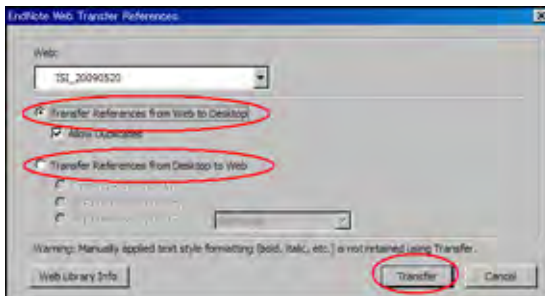 EndNote Web Transfer References
Web:
ISI_20090520
Transfer References from Web to Desktop
Allow Duplicates
Transfer References from Desktop to Web
Warning: Manually applied text style formatting (bold, italic, etc.) is not retained using Transfer.
Web Library Info
Transfer
Cancel